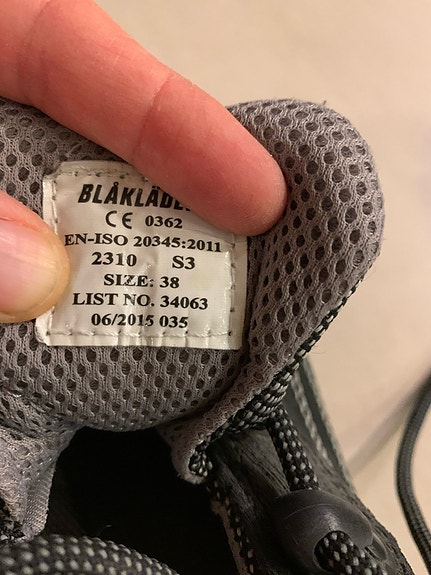 BLÅKLÄDE
CE 0362
EN-ISO 20345:2011
2310 S3
SIZE: 38
LIST NO. 34063
06/2015 035